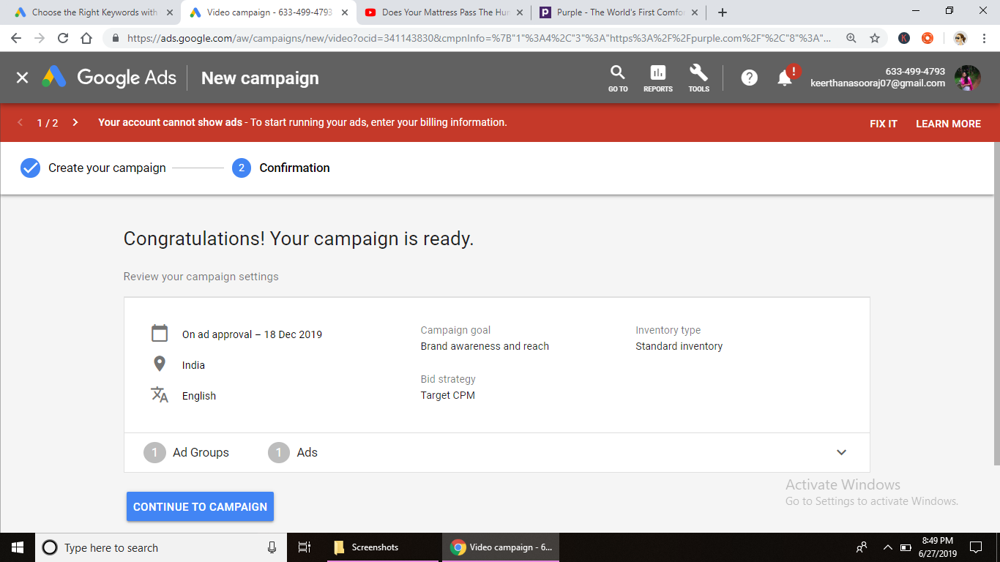 Choose the Right Keywords with
Video campaign - 633-499-4793
Does Your Mattress Pass The Hu
Purple - The World's First Comfo
https://ads.google.com/aw/campaigns/new/video?ocid=341143830&cmpnInfo=%7B"1"%3A4%2C"3"%3A"https%3A%2F%2Fpurple.com%2F"%2C"8"%3A"...
Google Ads
New campaign
GO TO
REPORTS
TOOLS
?
!
633-499-4793
keerthanasooraj07@gmail.com
1 / 2
Your account cannot show ads - To start running your ads, enter your billing information.
FIX IT
LEARN MORE
Create your campaign
2
Confirmation
Congratulations! Your campaign is ready.
Review your campaign settings
On ad approval – 18 Dec 2019
Campaign goal
Inventory type
Brand awareness and reach
Standard inventory
India
Bid strategy
English
Target CPM
1 Ad Groups
1 Ads
Activate Windows
Go to Settings to activate Windows.
CONTINUE TO CAMPAIGN
Type here to search
Screenshots
Video campaign - 6...
8:49 PM
6/27/2019